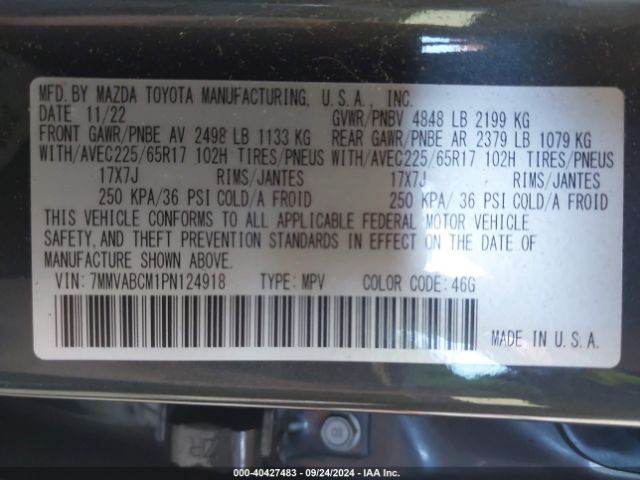 MFD. BY MAZDA TOYOTA MANUFACTURING, U.S.A., INC.
DATE 11/22 GVWR/PNBV 4848 LB 2199 KG
FRONT GAWR/PNBE AV 2498 LB 1133 KG REAR GAWR/PNBE AR 2379 LB 1079 KG
WITH/AVEC225/65R17 102H TIRES/PNEUS WITH/AVEC225/65R17 102H TIRES/PNEUS
17X7J RIMS/JANTES 17X7J RIMS/JANTES
250 KPA/36 PSI COLD/A FROID 250 KPA/ 36 PSI COLD/A FROID
THIS VEHICLE CONFORMS TO ALL APPLICABLE FEDERAL MOTOR VEHICLE
SAFETY, AND THEFT PREVENTION STANDARDS IN EFFECT ON THE DATE OF
MANUFACTURE SHOWN ABOVE.
VIN: 7MMVABCM1PN124918 TYPE: MPV COLOR CODE: 46G
MADE IN U.S.A.
000-40427483 - 09/24/2024 - IAAI.com